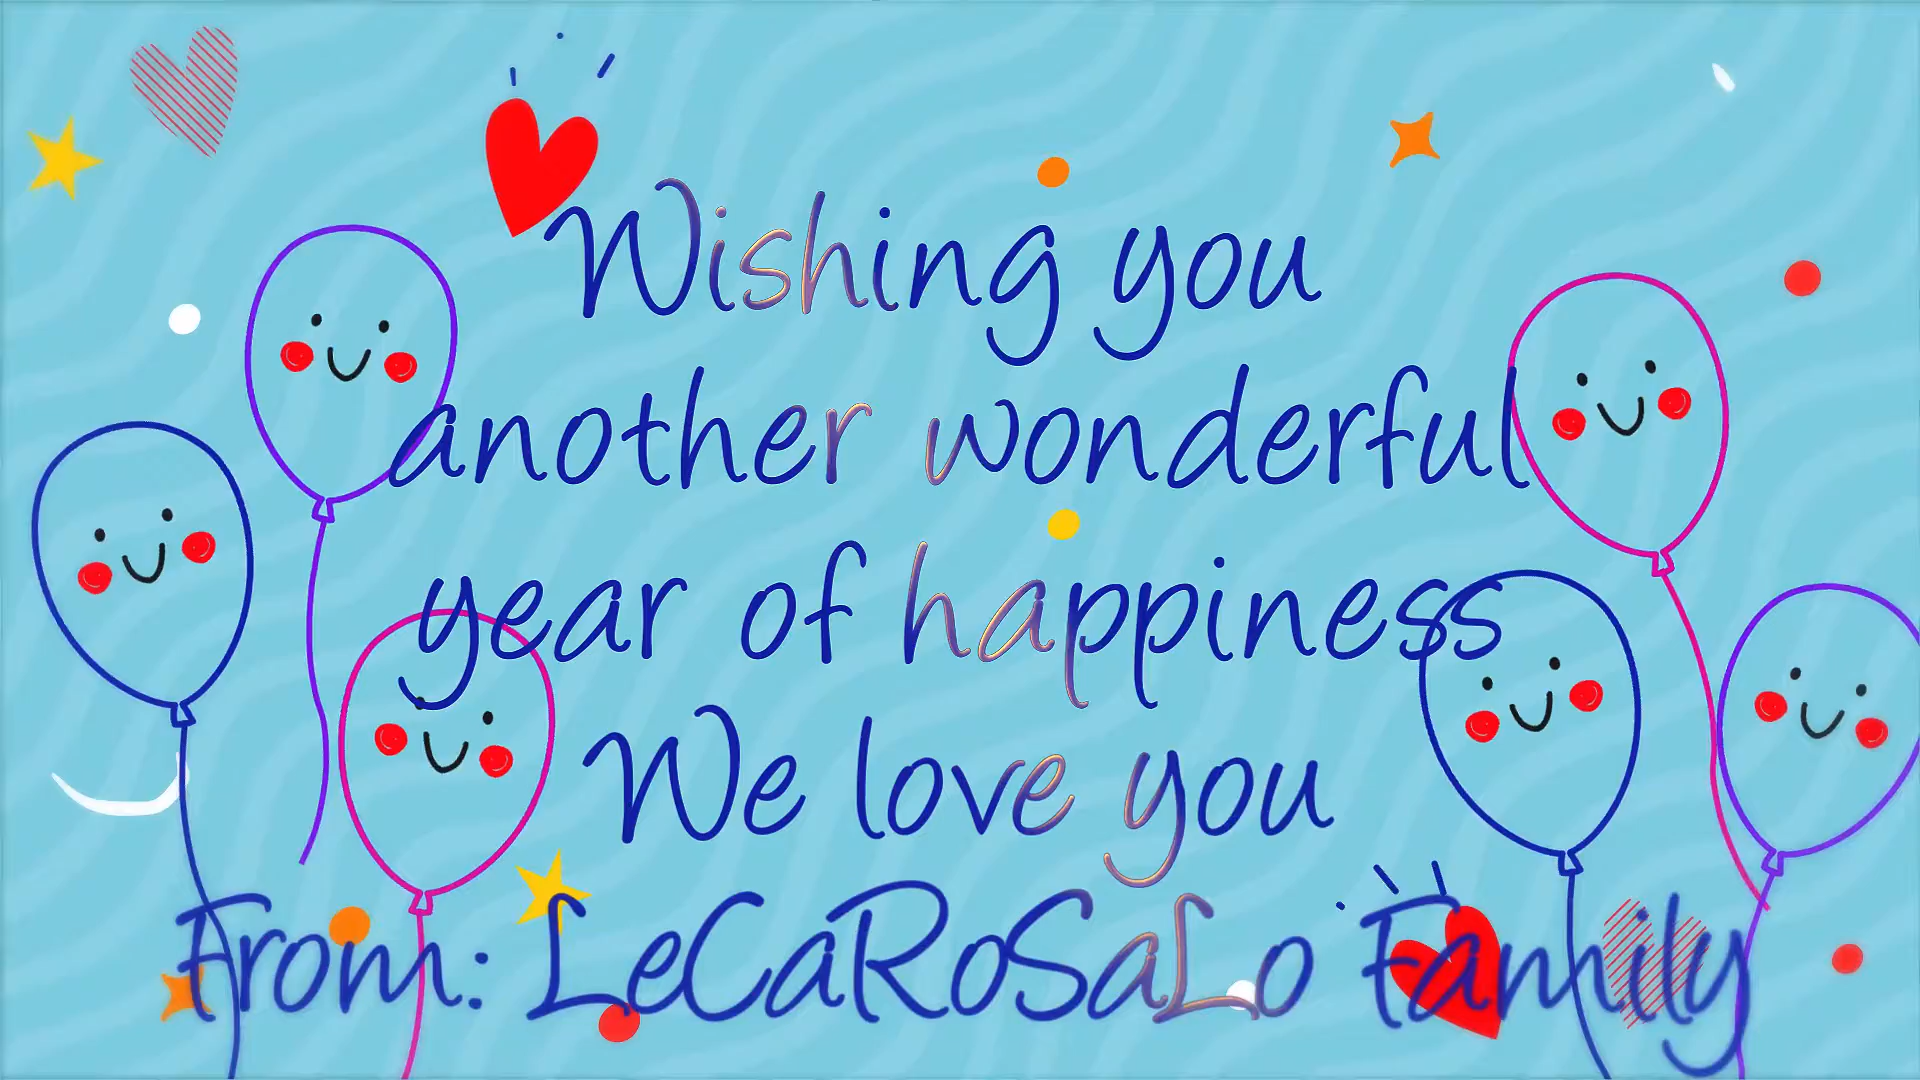 Wishing you
another wonderful
year of happiness
We love you
From: LeCaRoSaLo Family